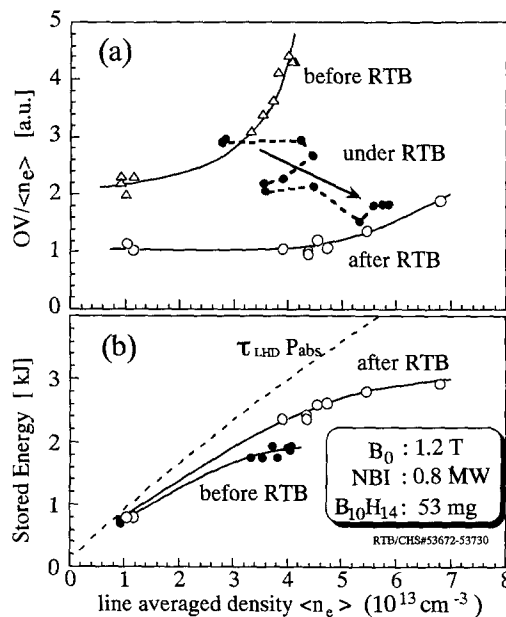 5
4
3
2
1
0
OV/<ne> [a.u.]
(a)
before RTB
under RTB
after RTB
3
2
1
0
Stored Energy [ kJ]
(b)
τLHD Pabs.
after RTB
before RTB
B0 : 1.2 T
NBI : 0.8 MW
B10H14 : 53 mg
RTB/CHS#53672-53730
0 1 2 3 4 5 6 7 8
line averaged density <ne> (10^13 cm^-3)